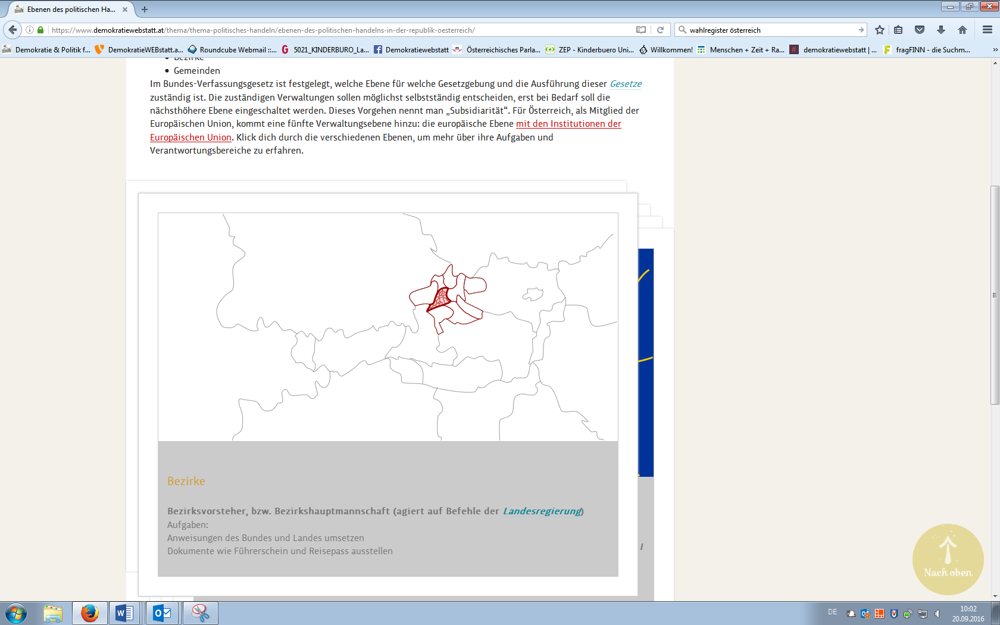 Ebenen des politischen Ha...
https://www.demokratiewebstatt.at/thema/thema-politisches-handeln/ebenen-des-politischen-handelns-in-der-republik-oesterreich/
wahlregister österreich
Demokratie & Politik f...
DemokratieWEBstatt.a...
Roundcube Webmail ::...
5021_KINDERBURO_La...
Demokratiewebstatt
Österreichisches Parla...
ZEP - Kinderbuero Uni...
Willkommen!
Menschen + Zeit + Ra...
demokratiewebstatt | ...
fragFINN - die Suchm...
Bezirke
Gemeinden
Im Bundes-Verfassungsgesetz ist festgelegt, welche Ebene für welche Gesetzgebung und die Ausführung dieser Gesetze
zuständig ist. Die zuständigen Verwaltungen sollen möglichst selbstständig entscheiden, erst bei Bedarf soll die
nächsthöhere Ebene eingeschaltet werden. Dieses Vorgehen nennt man „Subsidiarität“. Für Österreich, als Mitglied der
Europäischen Union, kommt eine fünfte Verwaltungsebene hinzu: die europäische Ebene mit den Institutionen der
Europäischen Union. Klick dich durch die verschiedenen Ebenen, um mehr über ihre Aufgaben und
Verantwortungsbereiche zu erfahren.
Bezirke
Bezirksvorsteher, bzw. Bezirkshauptmannschaft (agiert auf Befehle der Landesregierung)
Aufgaben:
Anweisungen des Bundes und Landes umsetzen
Dokumente wie Führerschein und Reisepass ausstellen
Nach oben
DE
10:02
20.09.2016